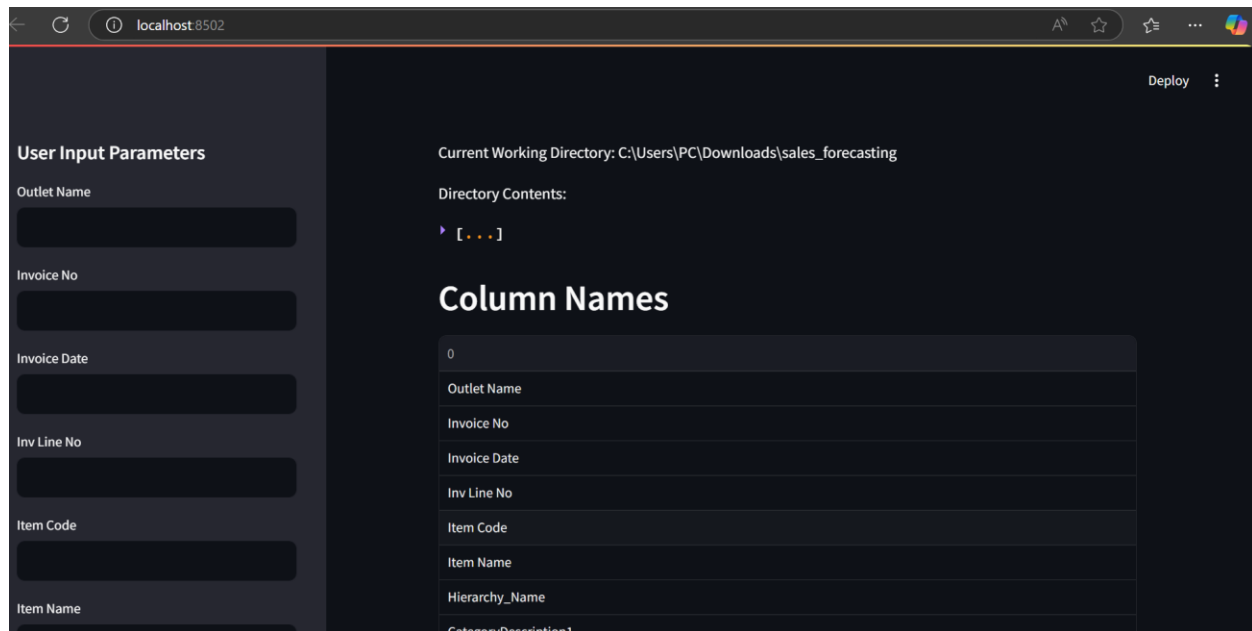 localhost:8502
Deploy
User Input Parameters
Outlet Name
Invoice No
Invoice Date
Inv Line No
Item Code
Item Name
Current Working Directory: C:\Users\PC\Downloads\sales_forecasting
Directory Contents:
[...]
Column Names
0
Outlet Name
Invoice No
Invoice Date
Inv Line No
Item Code
Item Name
Hierarchy_Name
CategoryDescription1